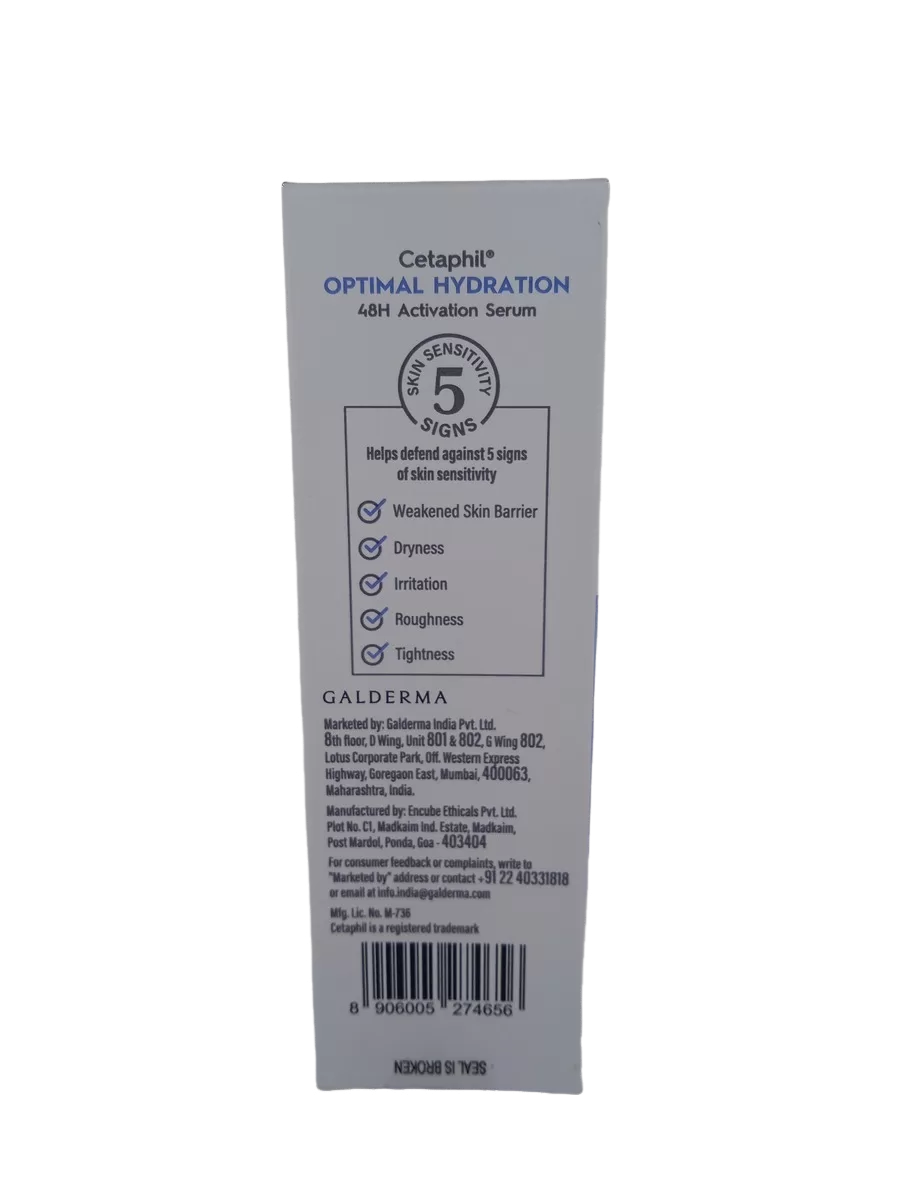 Cetaphil®
OPTIMAL HYDRATION
48H Activation Serum
SKIN SENSITIVITY
5
SIGNS
Helps defend against 5 signs
of skin sensitivity
Weakened Skin Barrier
Dryness
Irritation
Roughness
Tightness
GALDERMA
Marketed by: Galderma India Pvt. Ltd.
8th floor, D Wing, Unit 801 & 802, G Wing 802,
Lotus Corporate Park, Off. Western Express
Highway, Goregaon East, Mumbai, 400063,
Maharashtra, India.
Manufactured by: Encube Ethicals Pvt. Ltd.
Plot No. C1, Madkaim Ind. Estate, Madkaim,
Post Mardol, Ponda, Goa - 403404
For consumer feedback or complaints, write to
"Marketed by" address or contact +91 22 40331818
or email at info.india@galderma.com
Mfg. Lic. No. M-736
Cetaphil is a registered trademark
8 906005 274656
SEAL IS BROKEN